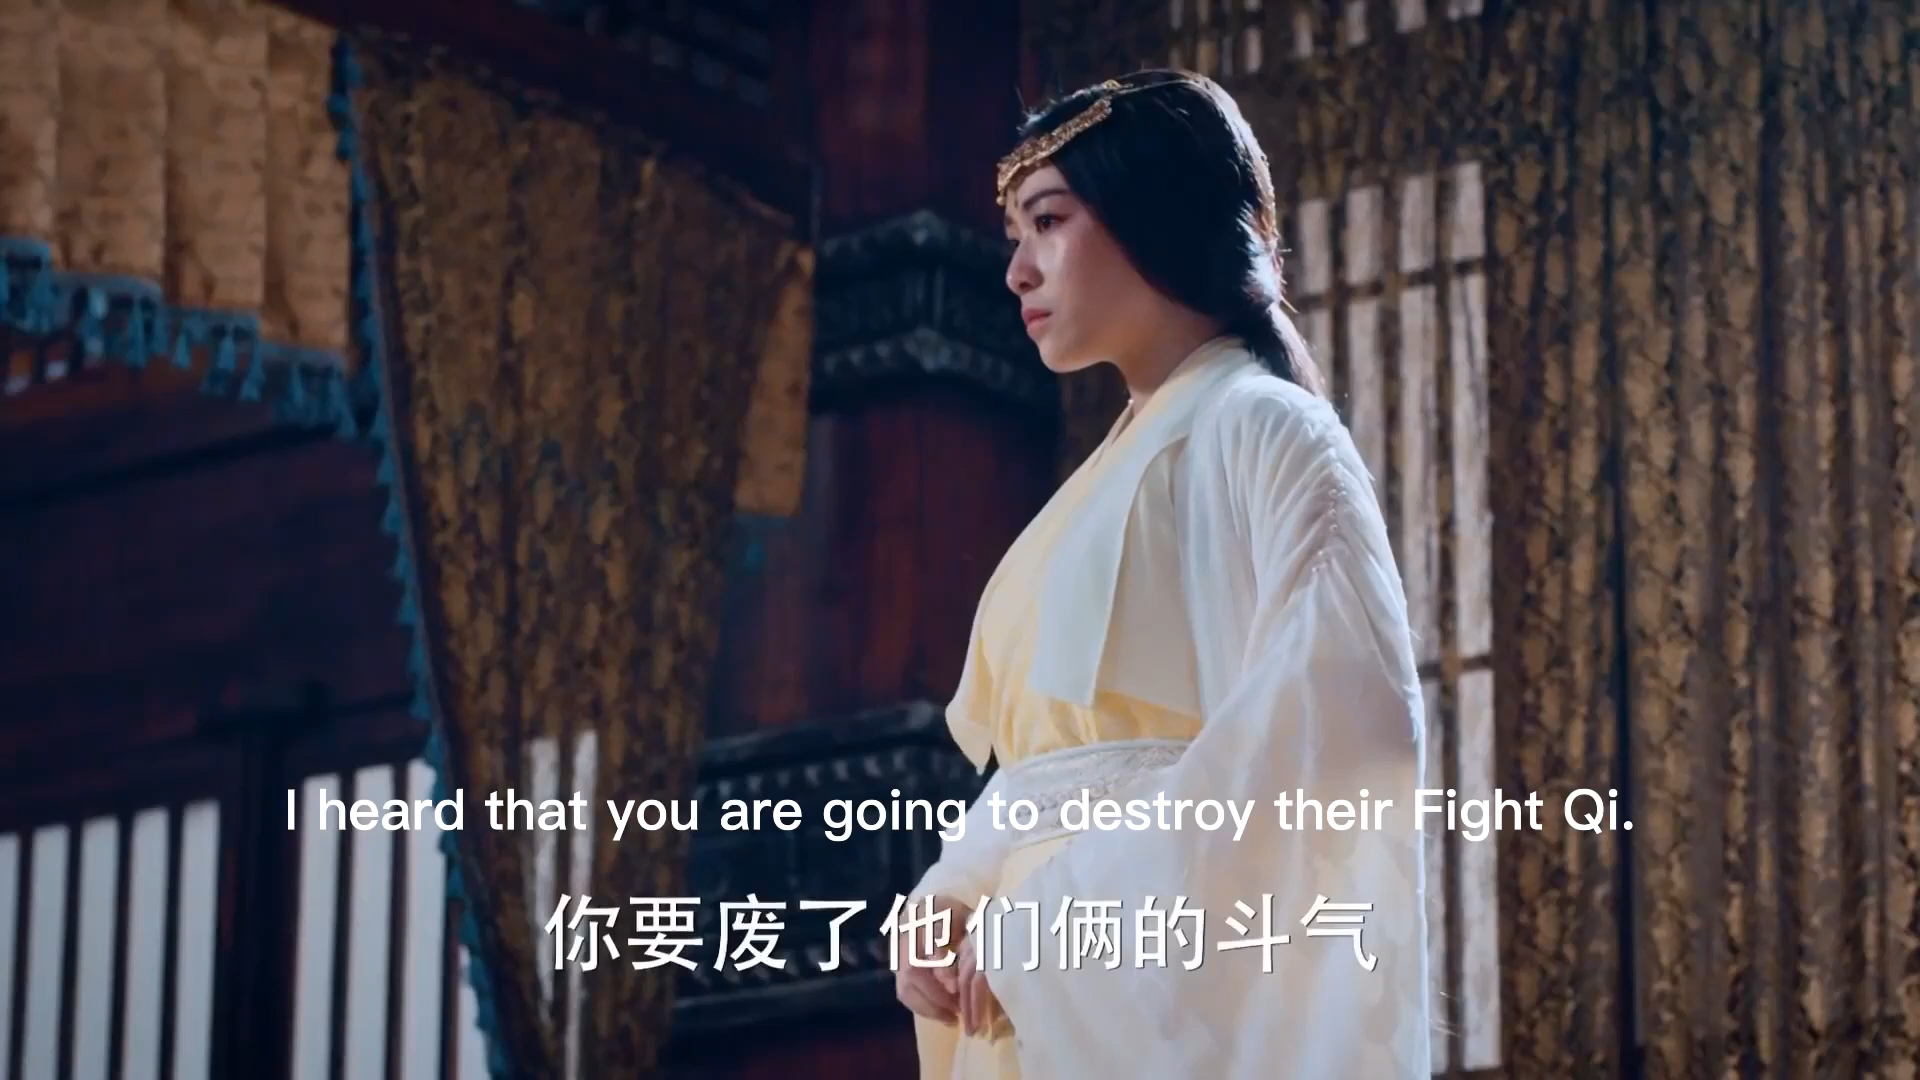 I heard that you are going to destroy their Fight Qi.
你要废了他们俩的斗气